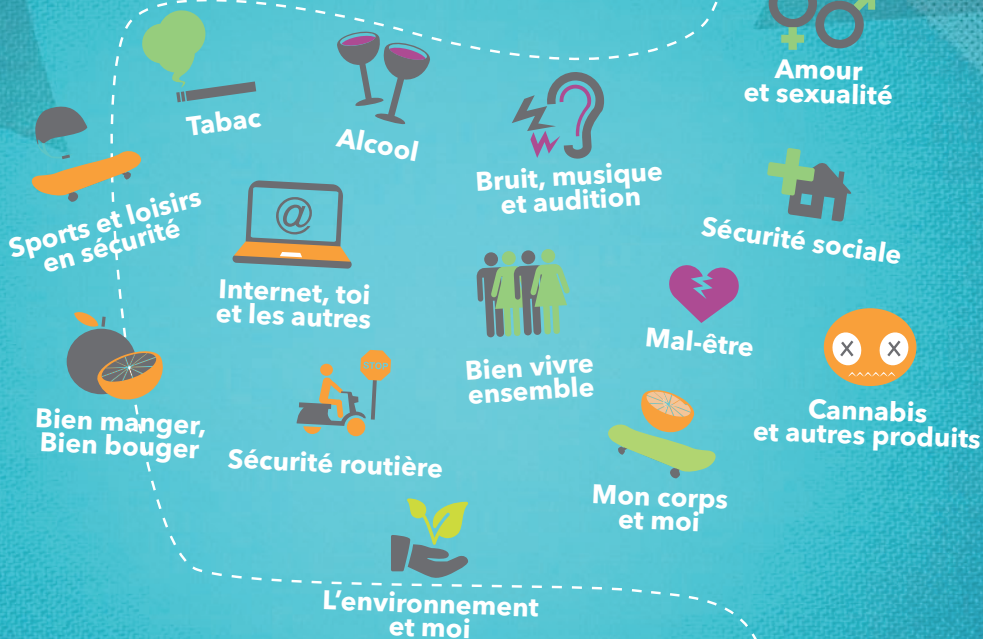 Amour
et sexualité
Tabac
Alcool
Bruit, musique
et audition
Sports et loisirs
en sécurité
Sécurité sociale
@
Internet, toi
et les autres
Mal-être
Bien vivre
ensemble
Cannabis
et autres produits
Bien manger,
Bien bouger
Sécurité routière
Mon corps
et moi
L'environnement
et moi